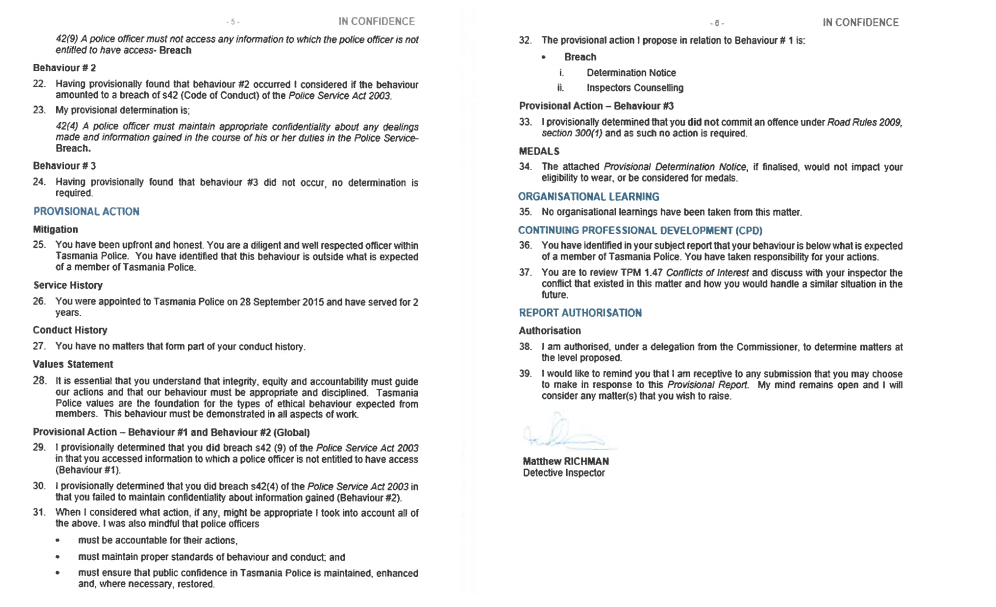 - 5 -
IN CONFIDENCE
42(9) A police officer must not access any information to which the police officer is not
entitled to have access- Breach
Behaviour # 2
22. Having provisionally found that behaviour #2 occurred I considered if the behaviour
amounted to a breach of s42 (Code of Conduct) of the Police Service Act 2003.
23. My provisional determination is;
42(4) A police officer must maintain appropriate confidentiality about any dealings
made and information gained in the course of his or her duties in the Police Service-
Breach.
Behaviour # 3
24. Having provisionally found that behaviour #3 did not occur, no determination is
required.
PROVISIONAL ACTION
Mitigation
25. You have been upfront and honest. You are a diligent and well respected officer within
Tasmania Police. You have identified that this behaviour is outside what is expected
of a member of Tasmania Police.
Service History
26. You were appointed to Tasmania Police on 28 September 2015 and have served for 2
years.
Conduct History
27. You have no matters that form part of your conduct history.
Values Statement
28. It is essential that you understand that integrity, equity and accountability must guide
our actions and that our behaviour must be appropriate and disciplined. Tasmania
Police values are the foundation for the types of ethical behaviour expected from
members. This behaviour must be demonstrated in all aspects of work.
Provisional Action – Behaviour #1 and Behaviour #2 (Global)
29. I provisionally determined that you did breach s42 (9) of the Police Service Act 2003
in that you accessed information to which a police officer is not entitled to have access
(Behaviour #1).
30. I provisionally determined that you did breach s42(4) of the Police Service Act 2003 in
that you failed to maintain confidentiality about information gained (Behaviour #2).
31. When I considered what action, if any, might be appropriate I took into account all of
the above. I was also mindful that police officers
• must be accountable for their actions,
• must maintain proper standards of behaviour and conduct; and
• must ensure that public confidence in Tasmania Police is maintained, enhanced
and, where necessary, restored.
- 6 -
IN CONFIDENCE
32. The provisional action I propose in relation to Behaviour # 1 is:
• Breach
i. Determination Notice
ii. Inspectors Counselling
Provisional Action – Behaviour #3
33. I provisionally determined that you did not commit an offence under Road Rules 2009,
section 300(1) and as such no action is required.
MEDALS
34. The attached Provisional Determination Notice, if finalised, would not impact your
eligibility to wear, or be considered for medals.
ORGANISATIONAL LEARNING
35. No organisational learnings have been taken from this matter.
CONTINUING PROFESSIONAL DEVELOPMENT (CPD)
36. You have identified in your subject report that your behaviour is below what is expected
of a member of Tasmania Police. You have taken responsibility for your actions.
37. You are to review TPM 1.47 Conflicts of Interest and discuss with your inspector the
conflict that existed in this matter and how you would handle a similar situation in the
future.
REPORT AUTHORISATION
Authorisation
38. I am authorised, under a delegation from the Commissioner, to determine matters at
the level proposed.
39. I would like to remind you that I am receptive to any submission that you may choose
to make in response to this Provisional Report. My mind remains open and I will
consider any matter(s) that you wish to raise.
Matthew RICHMAN
Detective Inspector